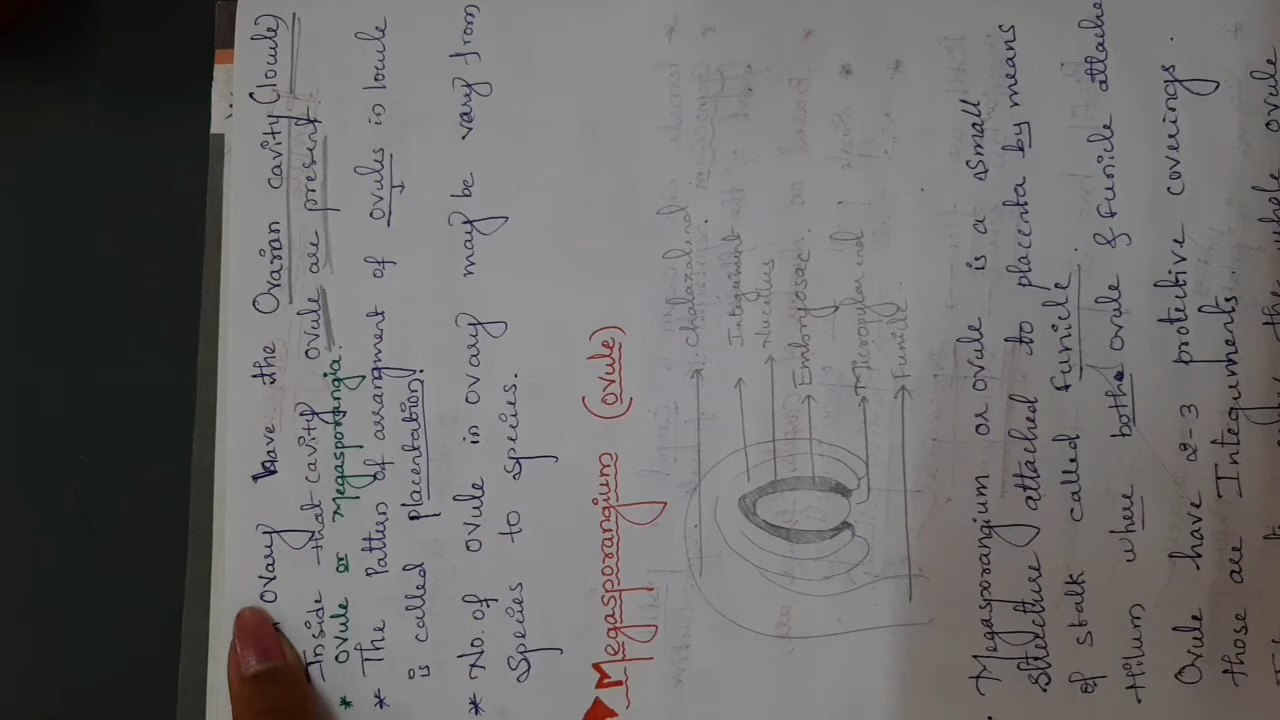 ovary have the Ovarian cavity (locule)
Inside that cavity ovule are present
* ovule or Megasporangia.
* The Pattern of arangment of ovules in locule
is called placentation.
* No. of ovule in ovary may be vary from
Species to Species.
Megasporangium (ovule)
chalazal end
Integument
Nucellus.
Embryosac.
Micropylar end
Funicle.
Megasporangium or ovule is a small
Structure attached to placenta by means
of stalk called funicle.
Hilum where both ovule & funicle attache
Ovule have 2-3 protective coverings.
those are Integuments.
the whole ovule